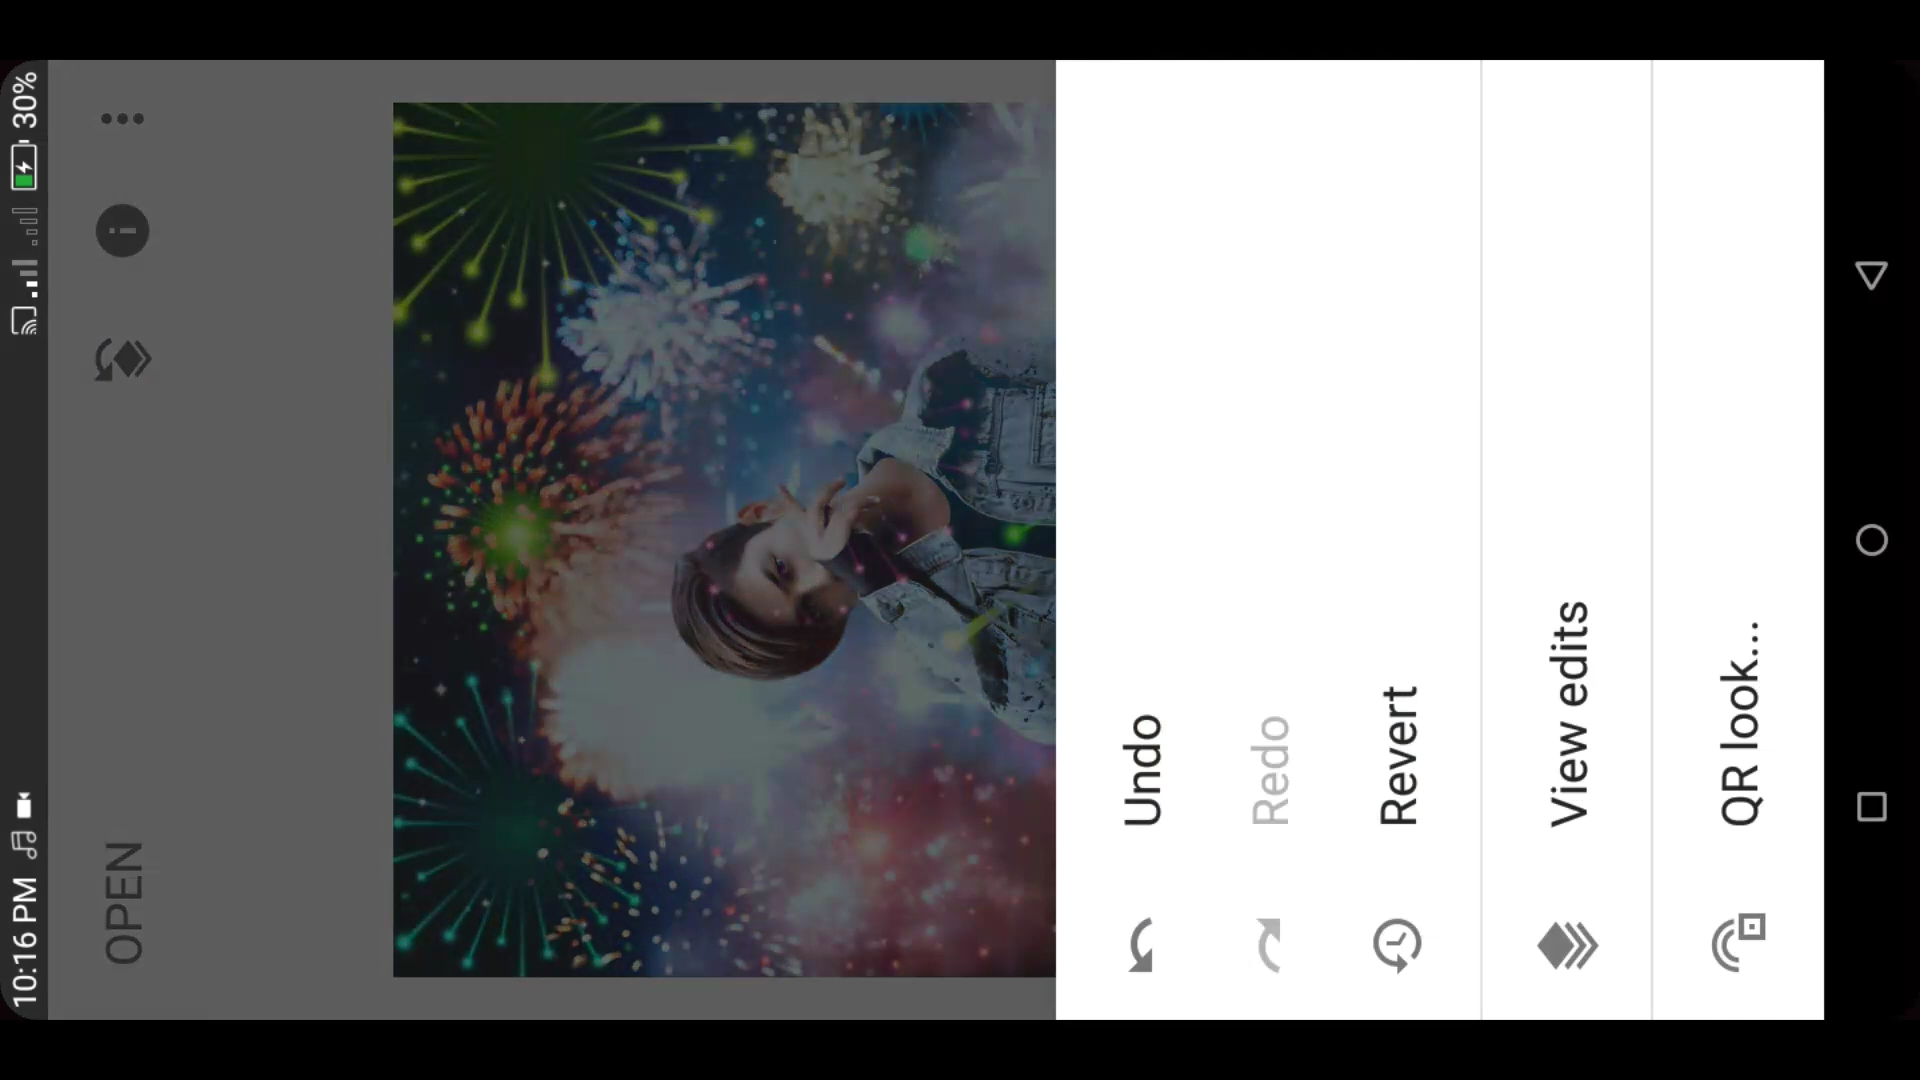 10:16 PM
30%
OPEN
Undo
Redo
Revert
View edits
QR look...